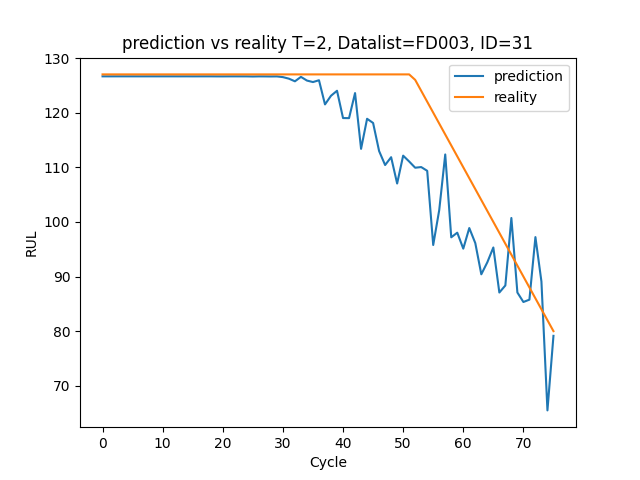 prediction vs reality T=2, Datalist=FD003, ID=31
prediction
reality
130
120
110
100
90
80
70
RUL
0 10 20 30 40 50 60 70
Cycle